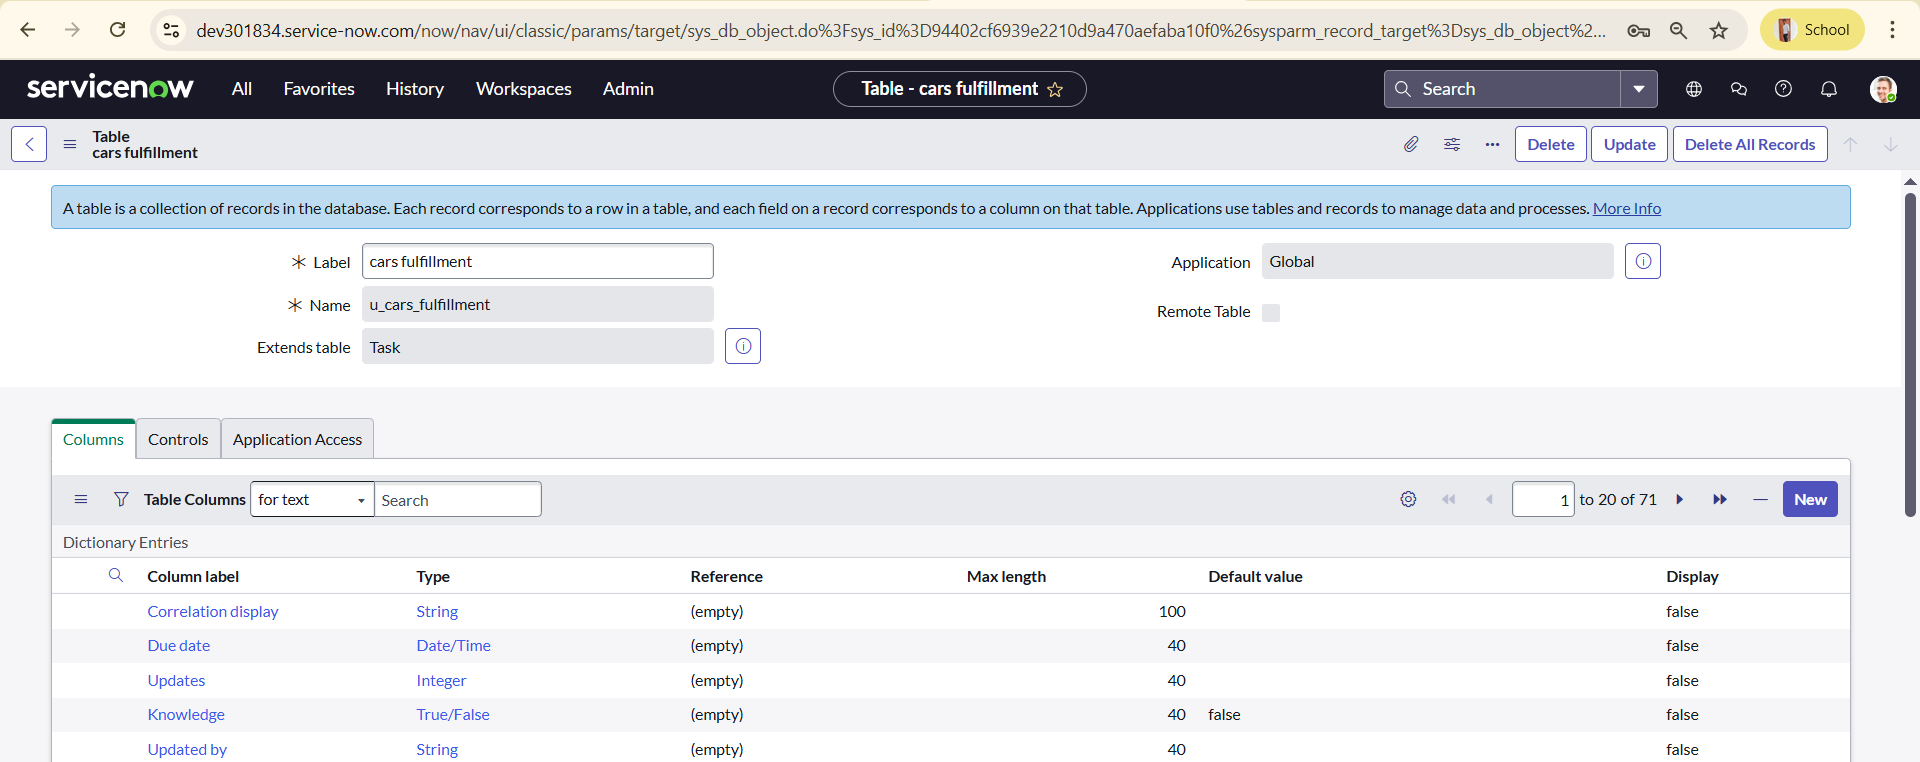 dev301834.service-now.com/now/nav/ui/classic/params/target/sys_db_object.do%3Fsys_id%3D94402cf6939e2210d9a470aefaba10f0%26sysparm_record_target%3Dsys_db_object%2...
School
servicenow All Favorites History Workspaces Admin Table - cars fulfillment Search
Table
cars fulfillment
Delete Update Delete All Records
A table is a collection of records in the database. Each record corresponds to a row in a table, and each field on a record corresponds to a column on that table. Applications use tables and records to manage data and processes. More Info
Label cars fulfillment Application Global
Name u_cars_fulfillment Remote Table
Extends table Task
Columns Controls Application Access
Table Columns for text Search 1 to 20 of 71 New
Dictionary Entries
Column label Type Reference Max length Default value Display
Correlation display String (empty) 100 false
Due date Date/Time (empty) 40 false
Updates Integer (empty) 40 false
Knowledge True/False (empty) 40 false false
Updated by String (empty) 40 false